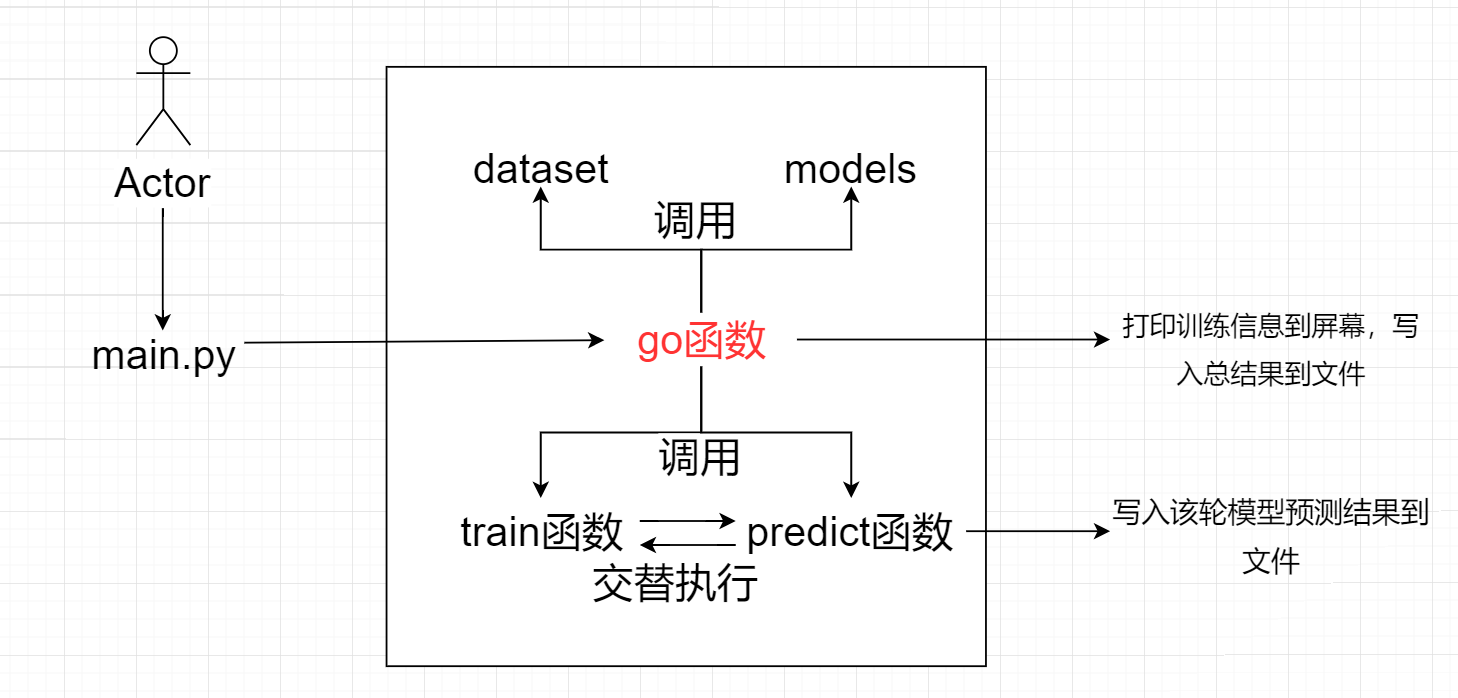 Actor
main.py
dataset
models
调用
go函数
打印训练信息到屏幕，写
入总结果到文件
调用
train函数
predict函数
交替执行
写入该轮模型预测结果到
文件